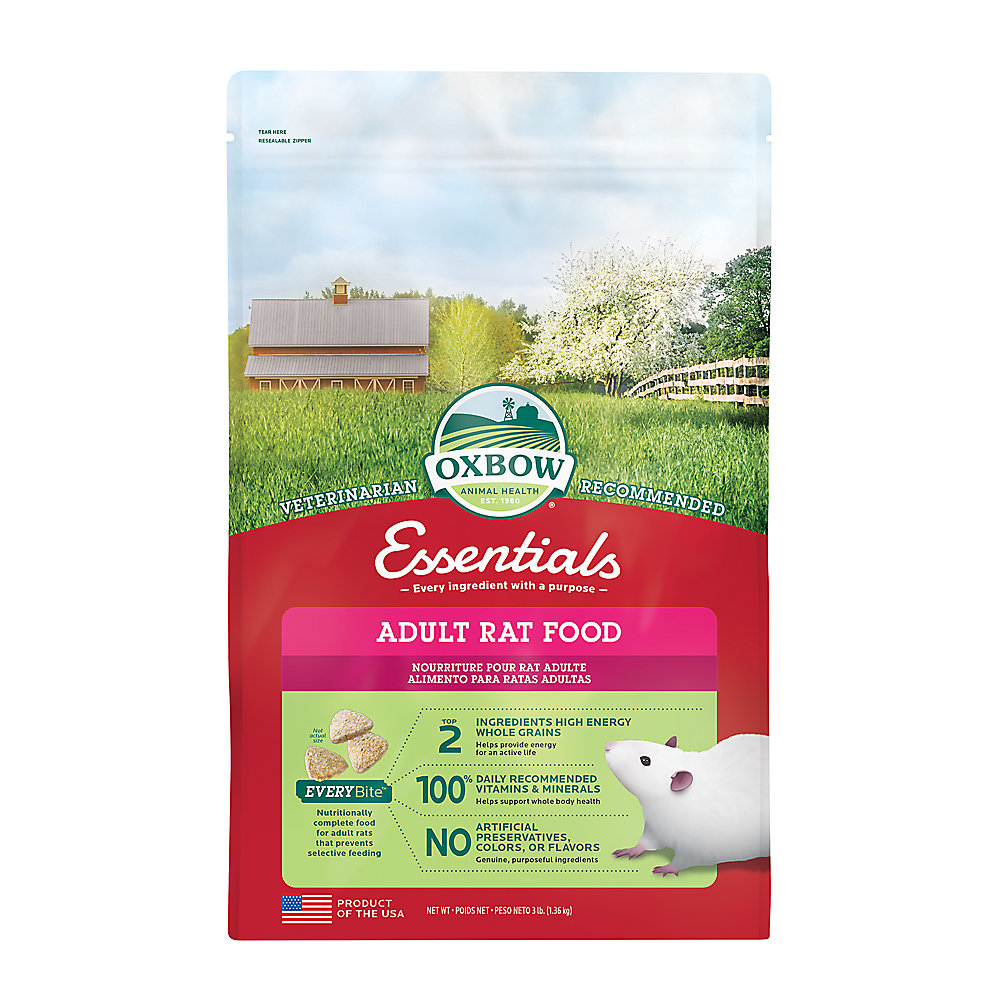 TEAR HERE
RESEALABLE ZIPPER
OXBOW
ANIMAL HEALTH
EST. 1980
®
VETERINARIAN RECOMMENDED
Essentials
– Every ingredient with a purpose –
ADULT RAT FOOD
NOURRITURE POUR RAT ADULTE
ALIMENTO PARA RATAS ADULTAS
Not
actual
size
EVERYBite™
Nutritionally
complete food
for adult rats
that prevents
selective feeding
TOP
2
INGREDIENTS HIGH ENERGY
WHOLE GRAINS
Helps provide energy
for an active life
100%
DAILY RECOMMENDED
VITAMINS & MINERALS
Helps support whole body health
NO
ARTIFICIAL
PRESERVATIVES,
COLORS, OR FLAVORS
Genuine, purposeful ingredients
PRODUCT
OF THE USA
NET WT • POIDS NET • PESO NETO 3 lb. (1.36 kg)